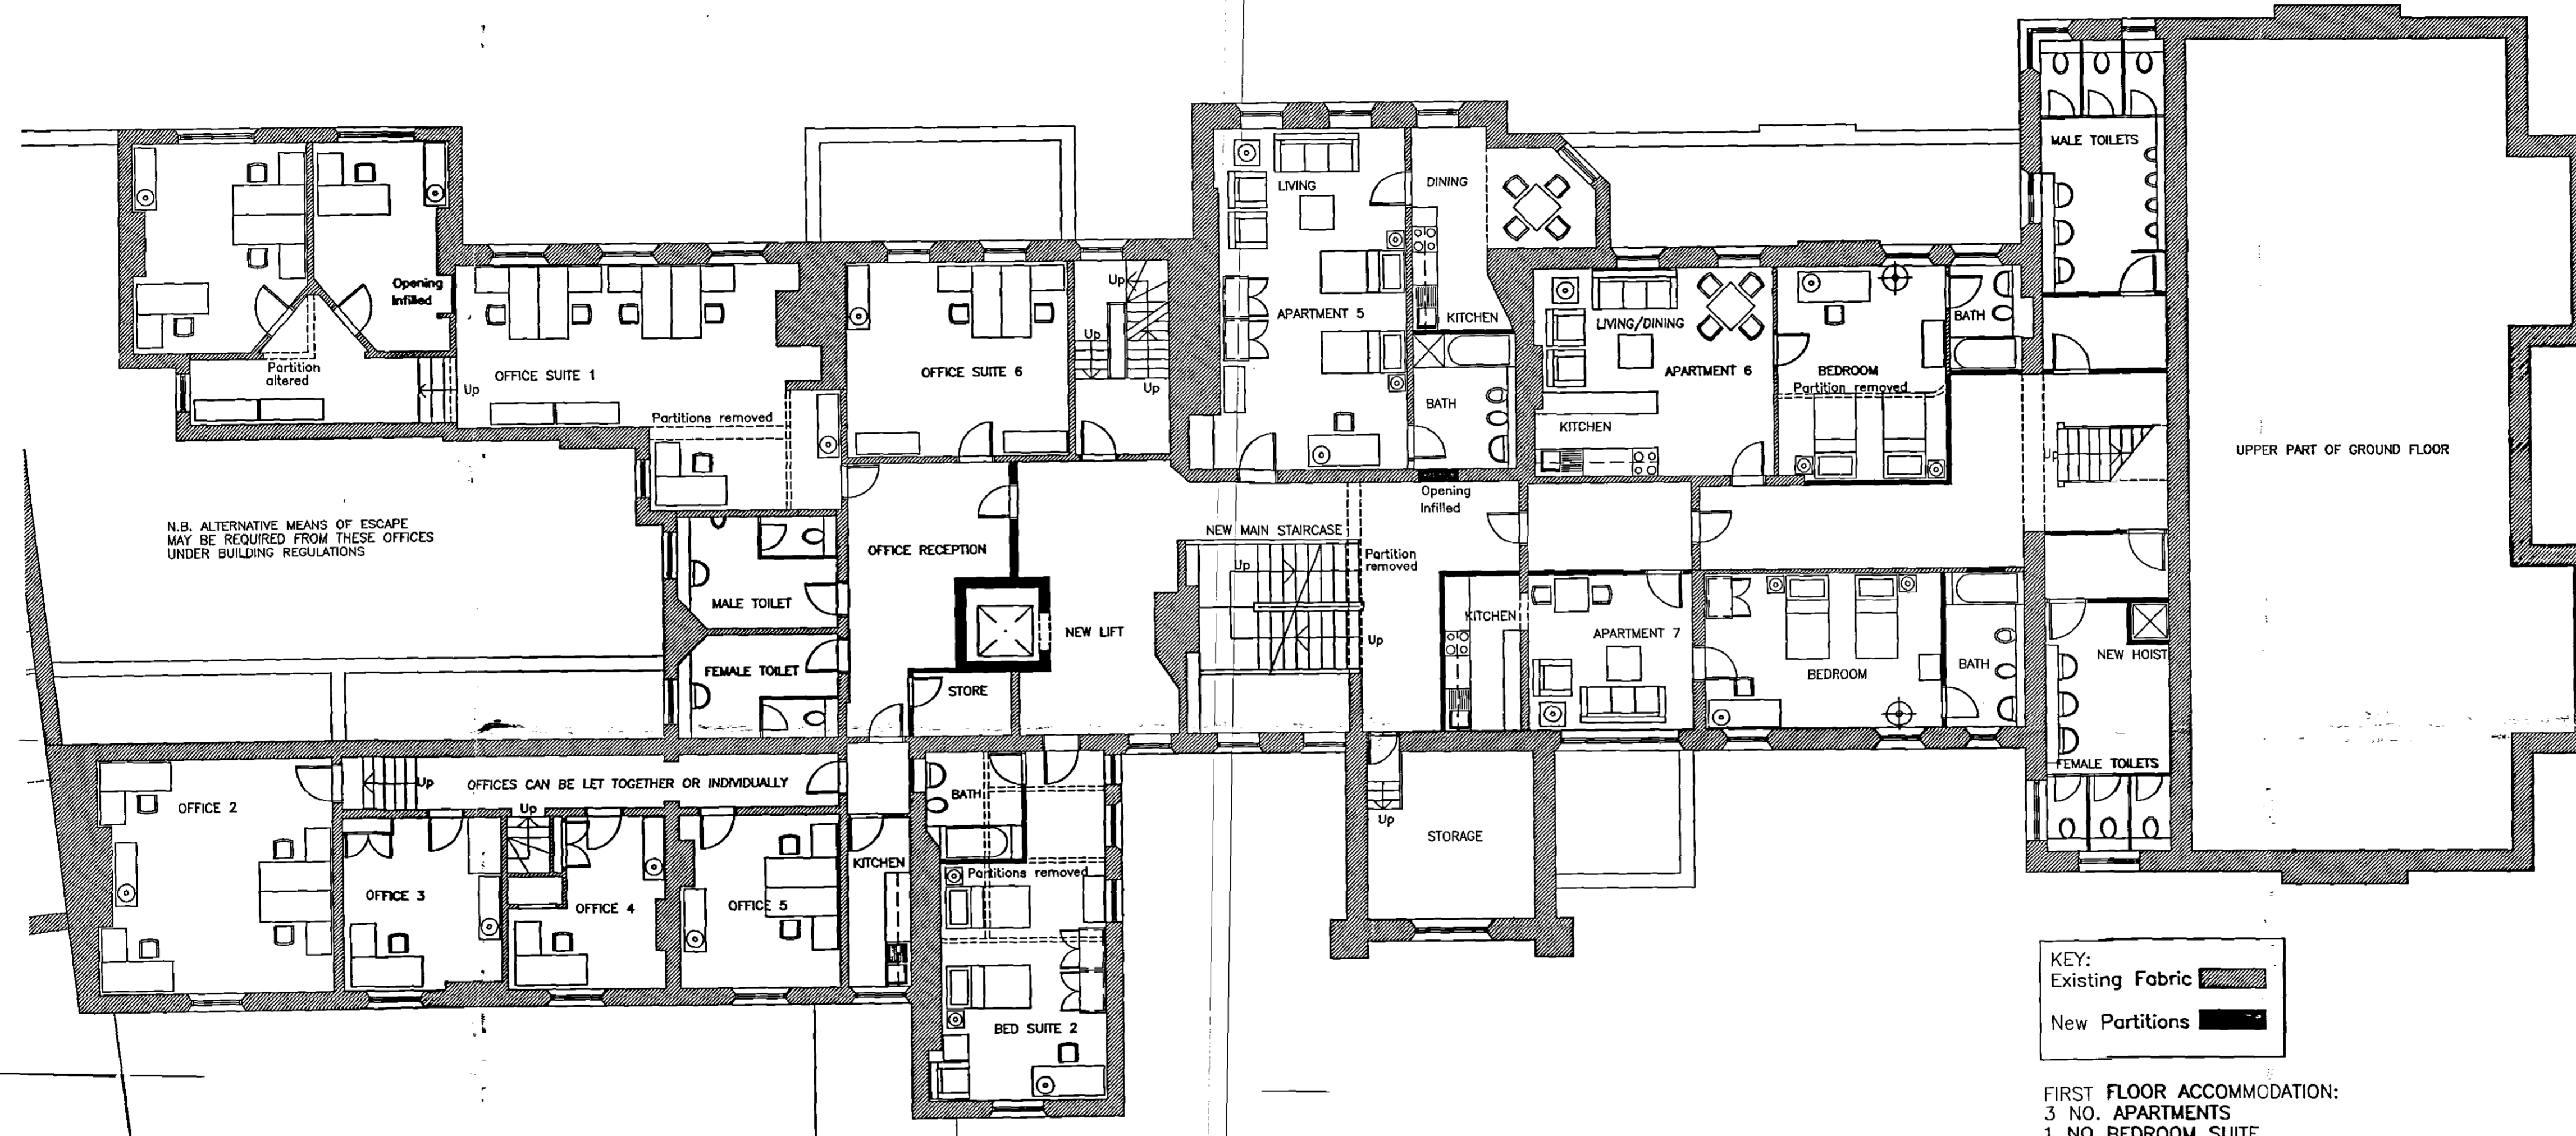 MALE TOILETS
LIVING
DINING
Opening
Infilled
Up
APARTMENT 5
KITCHEN
LIVING/DINING
BATH
Up
Up
OFFICE SUITE 1
Partition
altered
Up
OFFICE SUITE 6
APARTMENT 6
BEDROOM
Partition removed
Partitions removed
BATH
KITCHEN
Up
UPPER PART OF GROUND FLOOR
N.B. ALTERNATIVE MEANS OF ESCAPE
MAY BE REQUIRED FROM THESE OFFICES
UNDER BUILDING REGULATIONS
OFFICE RECEPTION
NEW MAIN STAIRCASE
Opening
Infilled
Up
Partition
removed
MALE TOILET
NEW LIFT
KITCHEN
APARTMENT 7
Up
FEMALE TOILET
STORE
BEDROOM
BATH
NEW HOIST
FEMALE TOILETS
OFFICE 2
Up
OFFICES CAN BE LET TOGETHER OR INDIVIDUALLY
Up
BATH
Up
STORAGE
KITCHEN
Partitions removed
OFFICE 3
OFFICE 4
OFFICE 5
BED SUITE 2
KEY:
Existing Fabric
New Partitions
FIRST FLOOR ACCOMMODATION:
3 NO. APARTMENTS
1 NO. BEDROOM SUITE